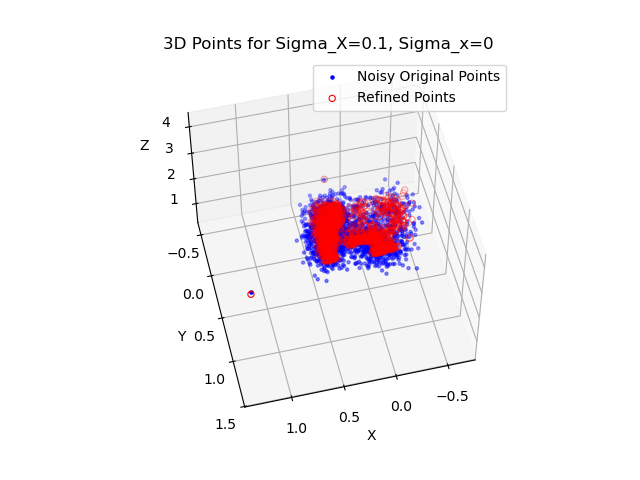 3D Points for Sigma_X=0.1, Sigma_x=0
Noisy Original Points
Refined Points
4
3
2
1
Z
−0.5
0.0
0.5
1.0
1.5
Y
1.0
0.5
0.0
−0.5
X